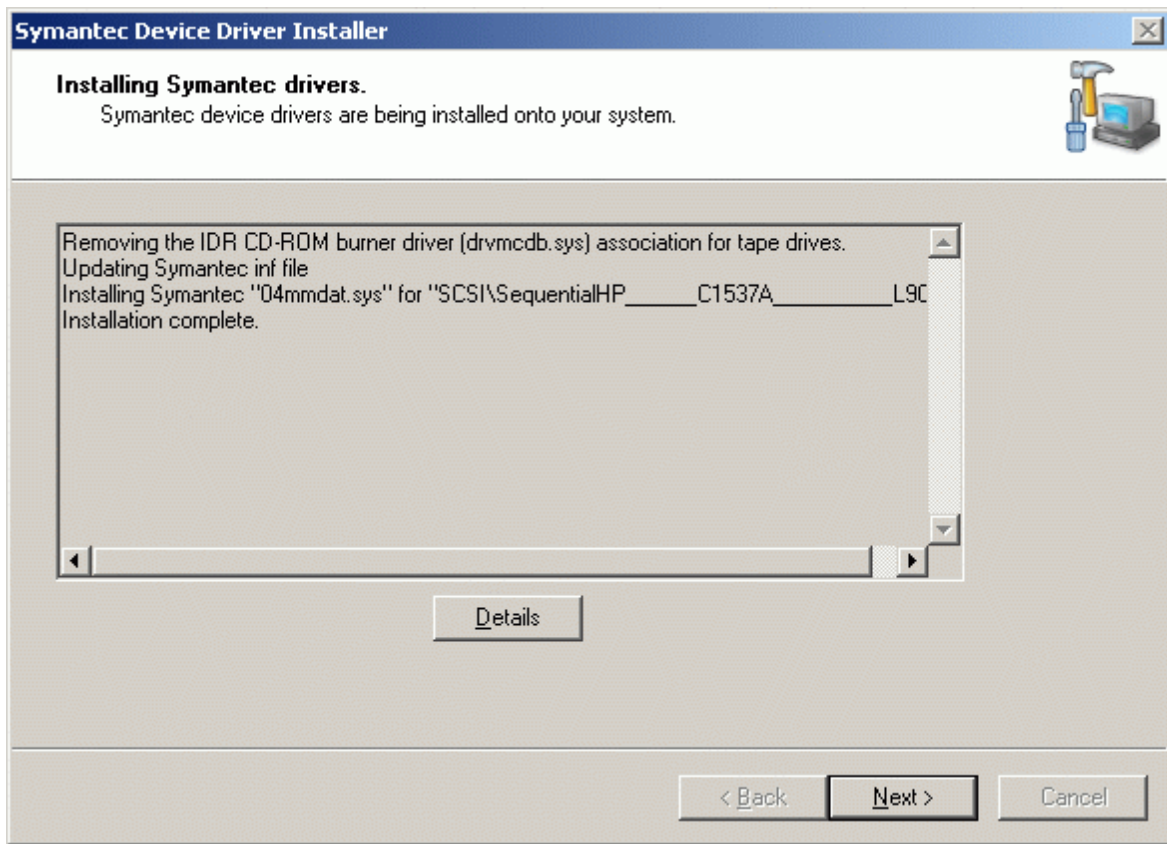 Symantec Device Driver Installer
Installing Symantec drivers.
Symantec device drivers are being installed onto your system.
Removing the IDR CD-ROM burner driver (drvmcdb.sys) association for tape drives.
Updating Symantec inf file
Installing Symantec "04mmdat.sys" for "SCSI\SequentialHP______C1537A__________L90
Installation complete.
Details
< Back
Next >
Cancel